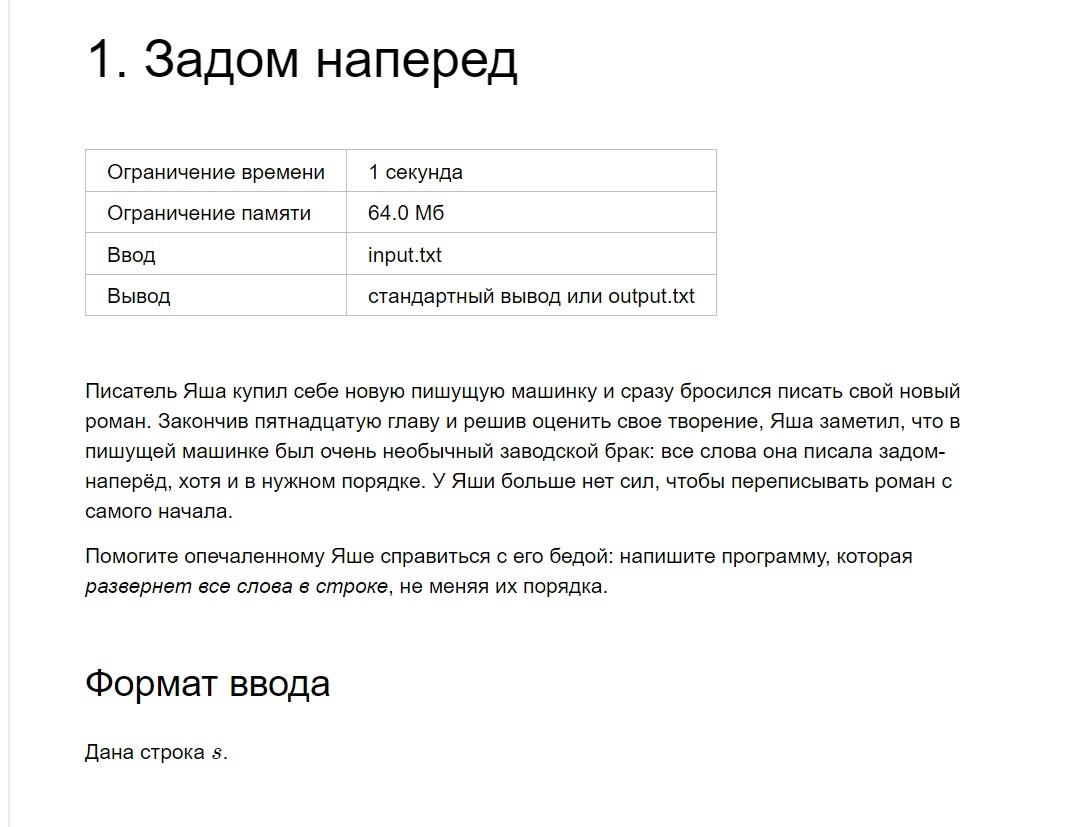 1. Задом наперед
Ограничение времени 1 секунда
Ограничение памяти 64.0 Мб
Ввод input.txt
Вывод стандартный вывод или output.txt
Писатель Яша купил себе новую пишущую машинку и сразу бросился писать свой новый
роман. Закончив пятнадцатую главу и решив оценить свое творение, Яша заметил, что в
пишущей машинке был очень необычный заводской брак: все слова она писала задом-
наперёд, хотя и в нужном порядке. У Яши больше нет сил, чтобы переписывать роман с
самого начала.
Помогите опечаленному Яше справиться с его бедой: напишите программу, которая
развернет все слова в строке, не меняя их порядка.
Формат ввода
Дана строка s.